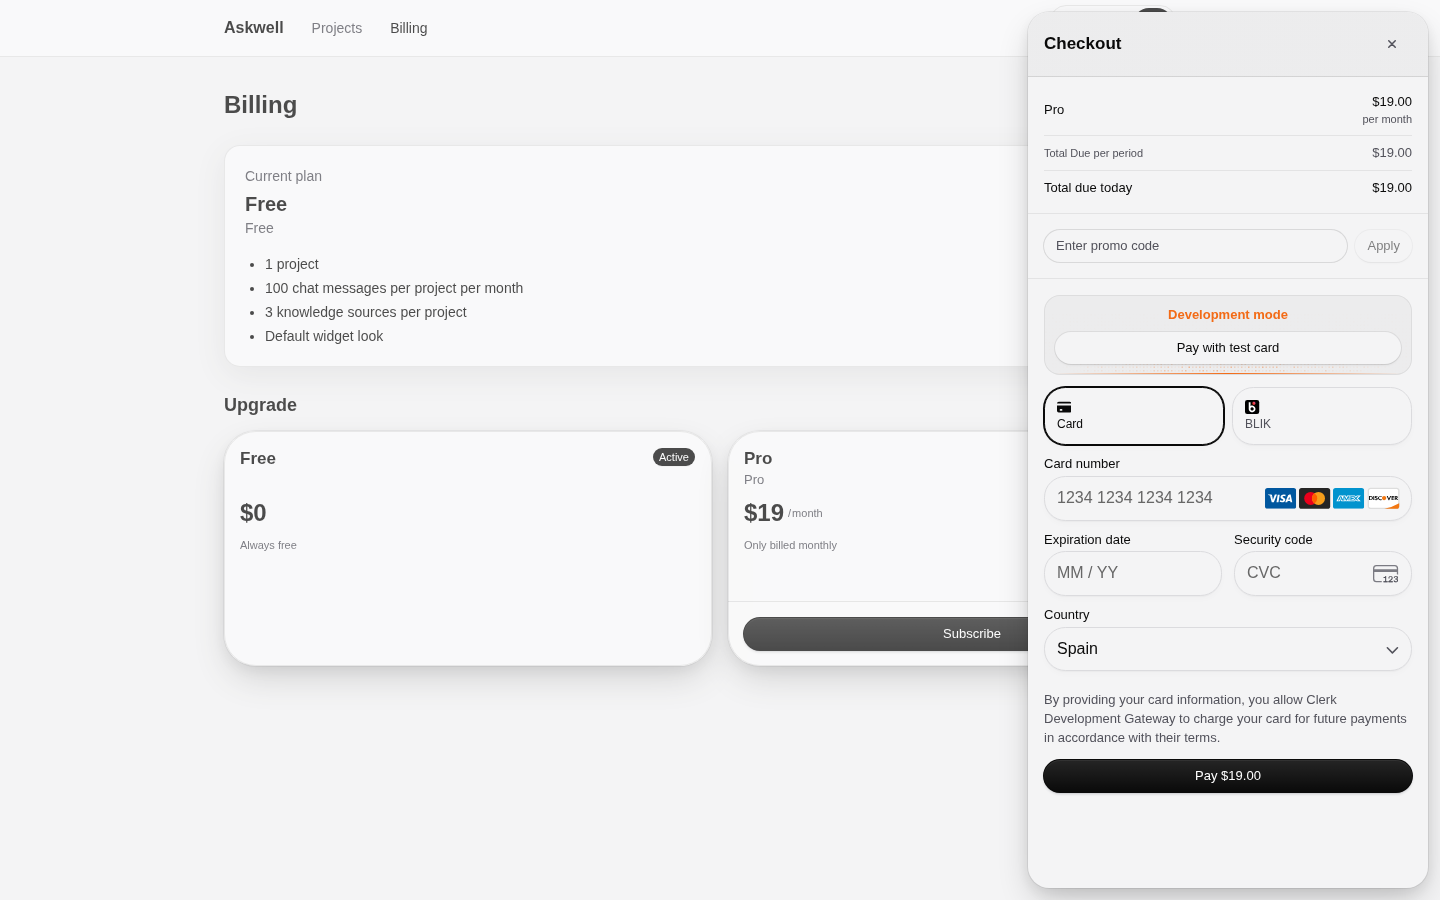 Askwell
Projects
Billing
Billing
Current plan
Free
Free
1 project
100 chat messages per project per month
3 knowledge sources per project
Default widget look
Upgrade
Free
Active
$0
Always free
Pro
Pro
$19 /month
Only billed monthly
Subscribe
Checkout
Pro
$19.00
per month
Total Due per period
$19.00
Total due today
$19.00
Enter promo code
Apply
Development mode
Pay with test card
Card
BLIK
Card number
1234 1234 1234 1234
VISA
AMEX
DISCOVER
Expiration date
Security code
MM / YY
CVC
123
Country
Spain
By providing your card information, you allow Clerk
Development Gateway to charge your card for future payments
in accordance with their terms.
Pay $19.00